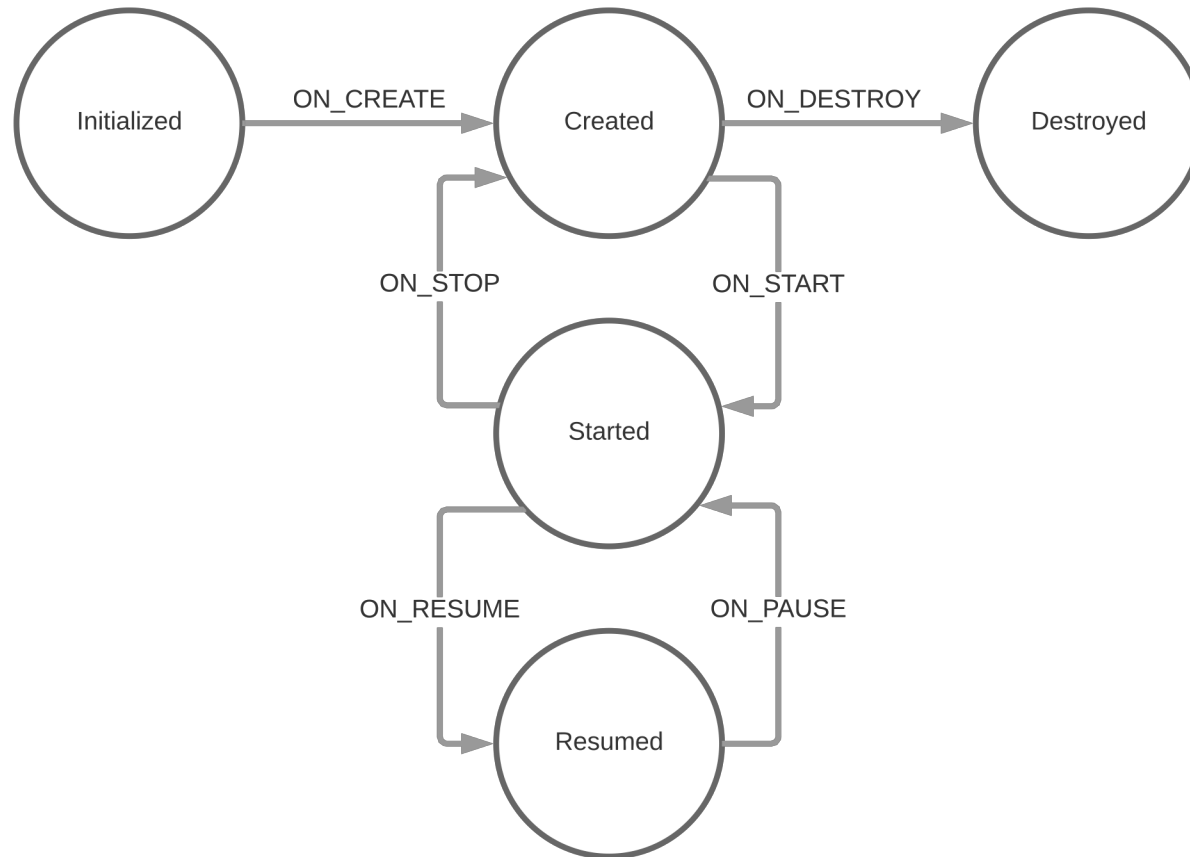 Initialized
ON_CREATE
Created
ON_DESTROY
Destroyed
ON_STOP
ON_START
Started
ON_RESUME
ON_PAUSE
Resumed